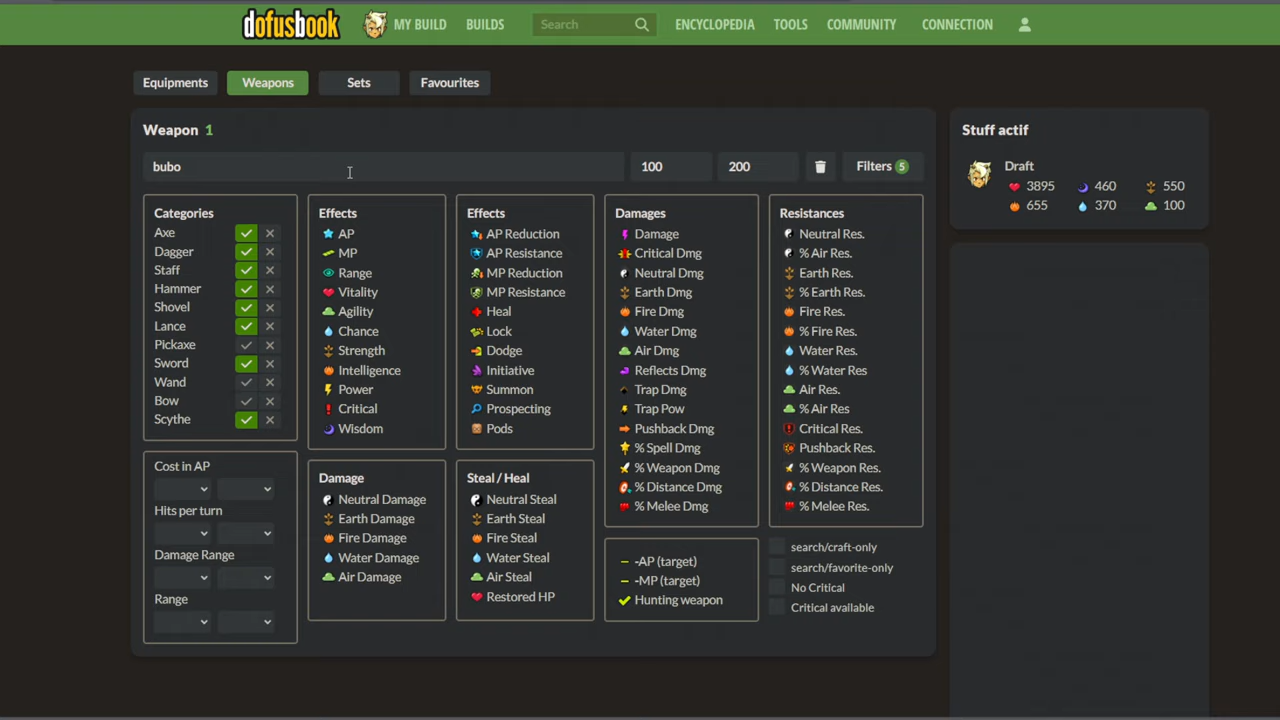 dofusbook MY BUILD BUILDS Search ENCYCLOPEDIA TOOLS COMMUNITY CONNECTION
Equipments Weapons Sets Favourites
Weapon 1
bubo 100 200 Filters 5
Categories
Axe
Dagger
Staff
Hammer
Shovel
Lance
Pickaxe
Sword
Wand
Bow
Scythe
Cost in AP
Hits per turn
Damage Range
Range
Effects
AP
MP
Range
Vitality
Agility
Chance
Strength
Intelligence
Power
Critical
Wisdom
Damage
Neutral Damage
Earth Damage
Fire Damage
Water Damage
Air Damage
Effects
AP Reduction
AP Resistance
MP Reduction
MP Resistance
Heal
Lock
Dodge
Initiative
Summon
Prospecting
Pods
Steal / Heal
Neutral Steal
Earth Steal
Fire Steal
Water Steal
Air Steal
Restored HP
Damages
Damage
Critical Dmg
Neutral Dmg
Earth Dmg
Fire Dmg
Water Dmg
Air Dmg
Reflects Dmg
Trap Dmg
Trap Pow
Pushback Dmg
% Spell Dmg
% Weapon Dmg
% Distance Dmg
% Melee Dmg
-AP (target)
-MP (target)
Hunting weapon
Resistances
Neutral Res.
% Air Res.
Earth Res.
% Earth Res.
Fire Res.
% Fire Res.
Water Res.
% Water Res
Air Res.
% Air Res
Critical Res.
Pushback Res.
% Weapon Res.
% Distance Res.
% Melee Res.
search/craft-only
search/favorite-only
No Critical
Critical available
Stuff actif
Draft
3895 460 550
655 370 100